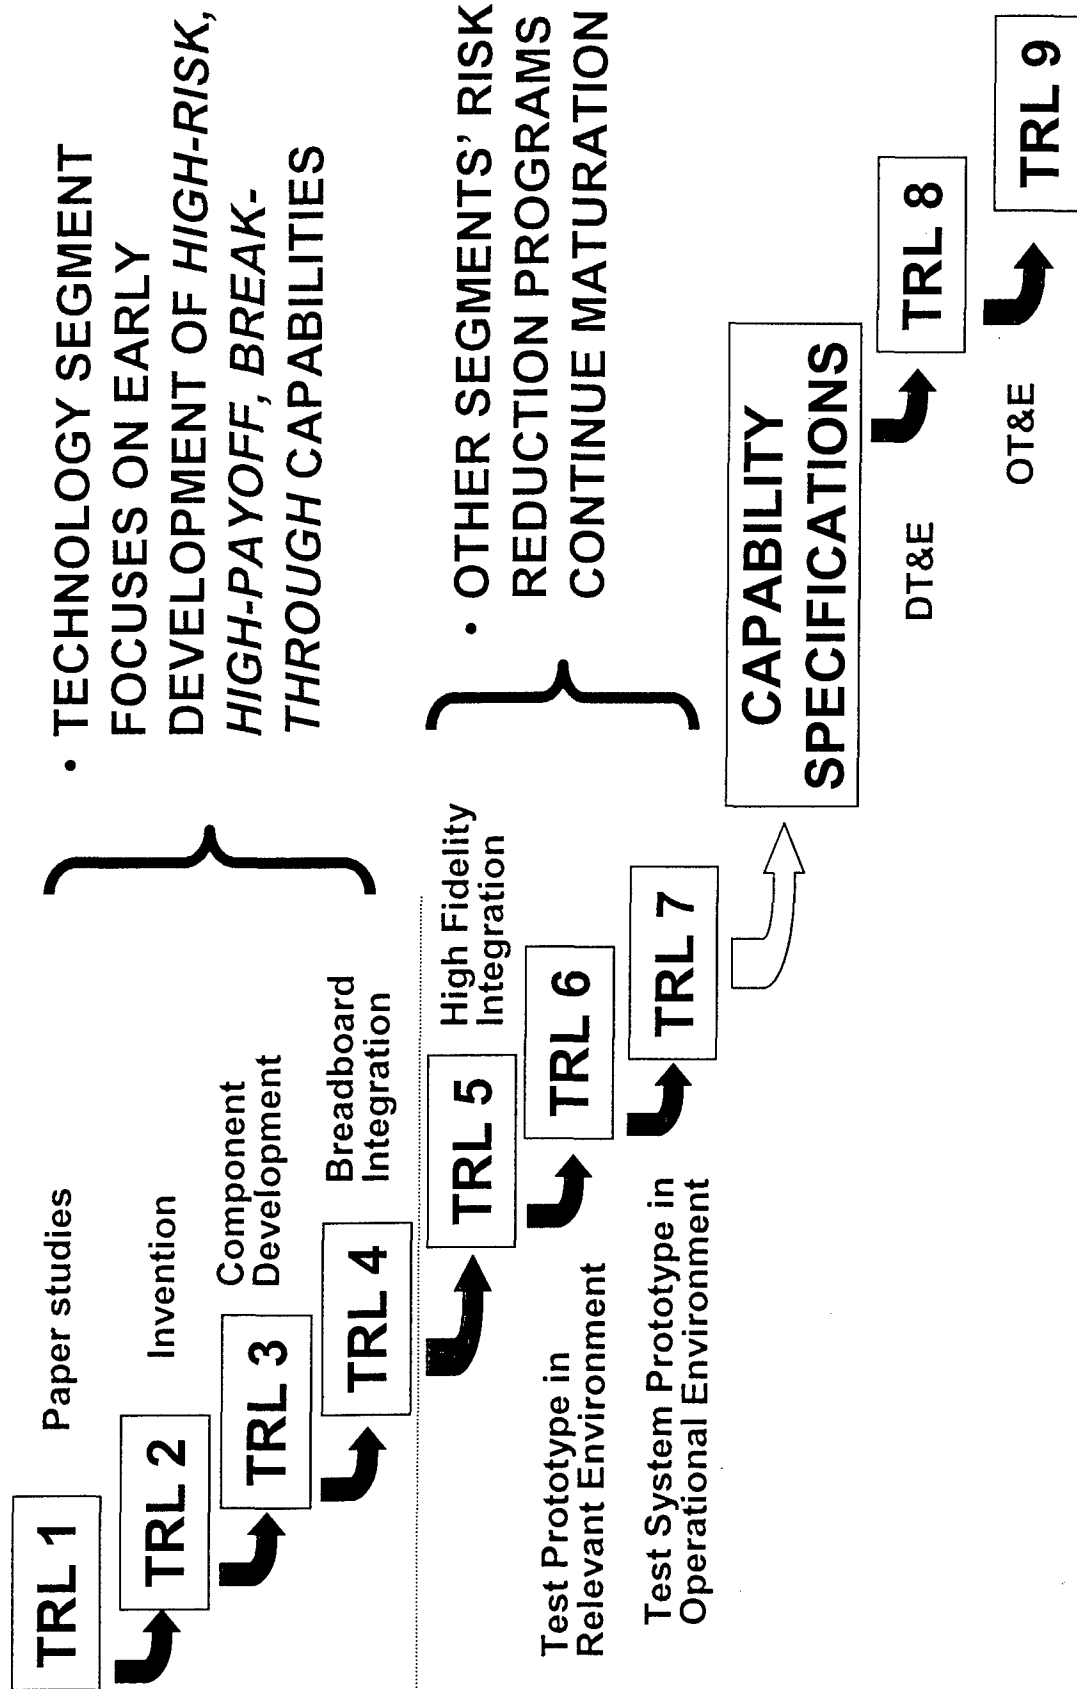 TRL 1
Paper studies
TRL 2
Invention
TRL 3
Component
Development
TRL 4
Breadboard
Integration
• TECHNOLOGY SEGMENT
FOCUSES ON EARLY
DEVELOPMENT OF HIGH-RISK,
HIGH-PAYOFF, BREAK-
THROUGH CAPABILITIES
TRL 5
High Fidelity
Integration
Test Prototype in
Relevant Environment
TRL 6
Test System Prototype in
Operational Environment
TRL 7
• OTHER SEGMENTS' RISK
REDUCTION PROGRAMS
CONTINUE MATURATION
CAPABILITY
SPECIFICATIONS
DT&E
TRL 8
OT&E
TRL 9